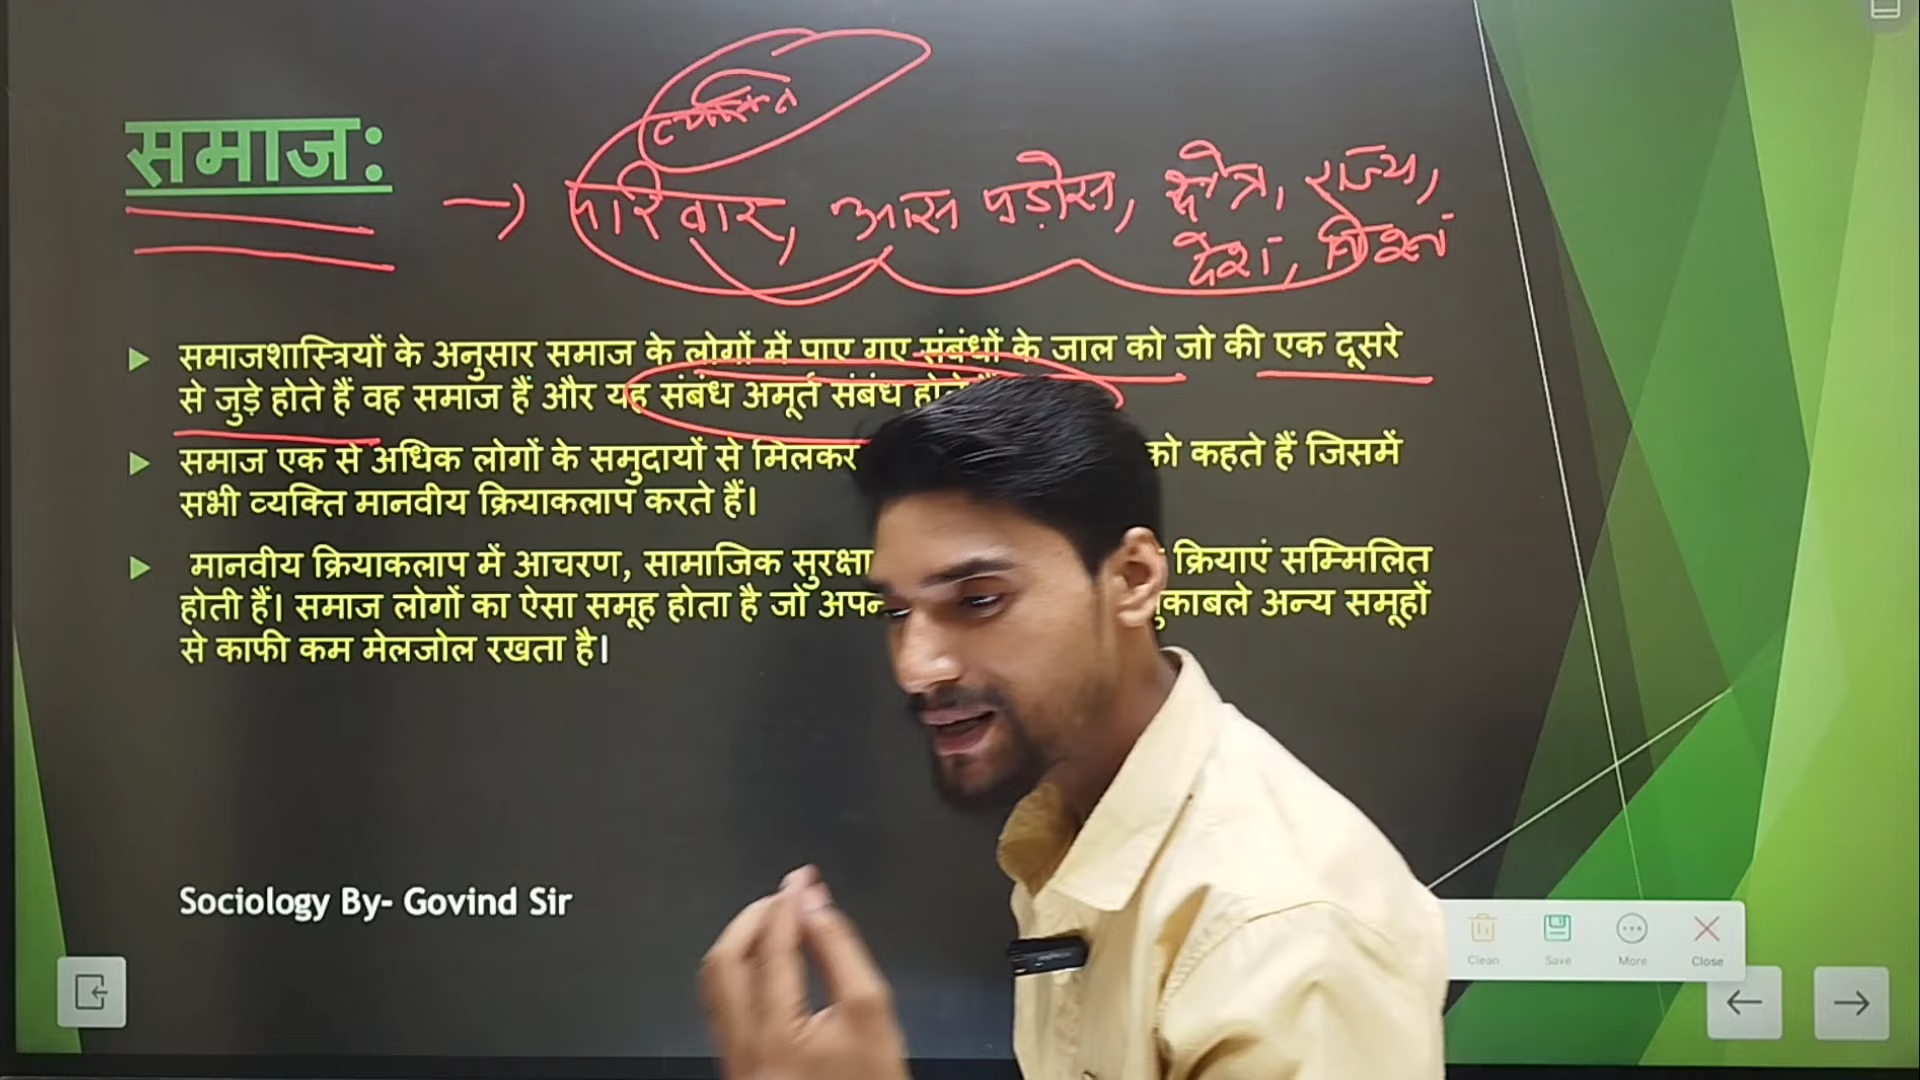 व्यक्ति
समाज:
→ परिवार, आस पड़ोस, क्षेत्र, राज्य,
देश, विश्व
समाजशास्त्रियों के अनुसार समाज के लोगों में पाए गए संबंधों के जाल को जो की एक दूसरे
से जुड़े होते हैं वह समाज हैं और यह संबंध अमूर्त संबंध होते हैं
समाज एक से अधिक लोगों के समुदायों से मिलकर को कहते हैं जिसमें
सभी व्यक्ति मानवीय क्रियाकलाप करते हैं।
मानवीय क्रियाकलाप में आचरण, सामाजिक सुरक्षा क्रियाएं सम्मिलित
होती हैं। समाज लोगों का ऐसा समूह होता है जो अन्य समूहों
से काफी कम मेलजोल रखता है।
Sociology By- Govind Sir
Clean Save More Close